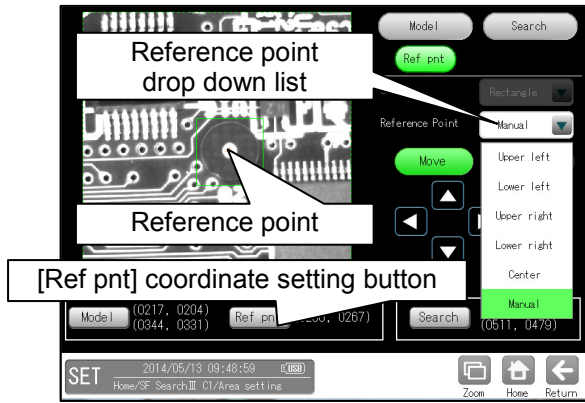 Model
Search
Ref pnt
Reference point
drop down list
Rectangle
Reference Point
Manual
Move
Upper left
Lower left
Upper right
Lower right
Center
Manual
Reference point
[Ref pnt] coordinate setting button
Model
(0217, 0204)
(0344, 0331)
Ref pn
0267)
Search
(0511, 0479)
SET
2014/05/13 09:48:59
USB
Home/SF SearchⅢ C1/Area setting
Zoom
Home
Return